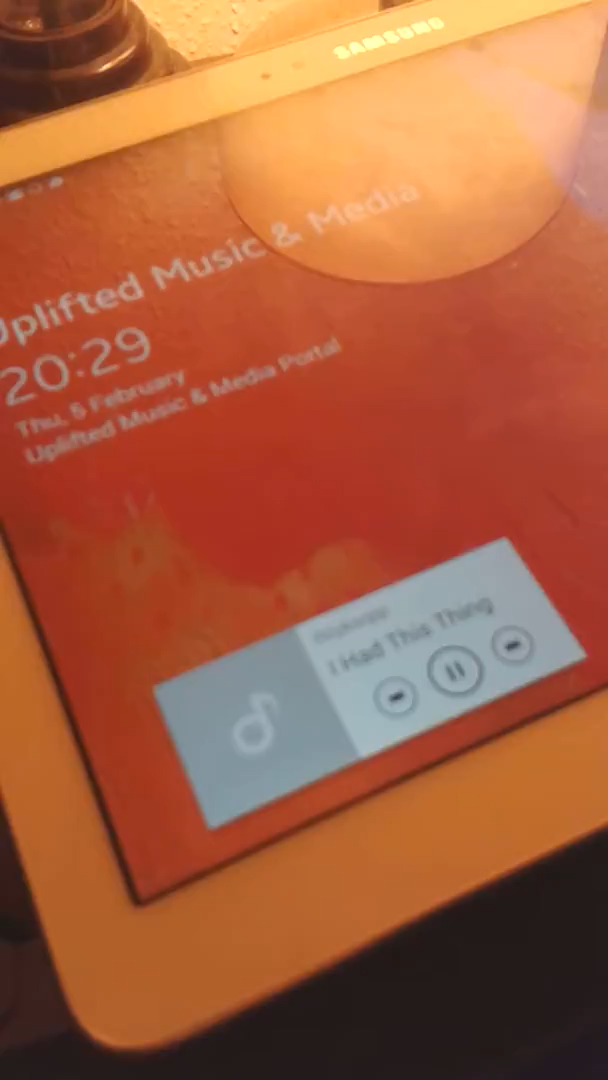 SAMSUNG
Uplifted Music & Media
20:29
Thu, 5 February
Uplifted Music & Media Portal
I Had This Thing